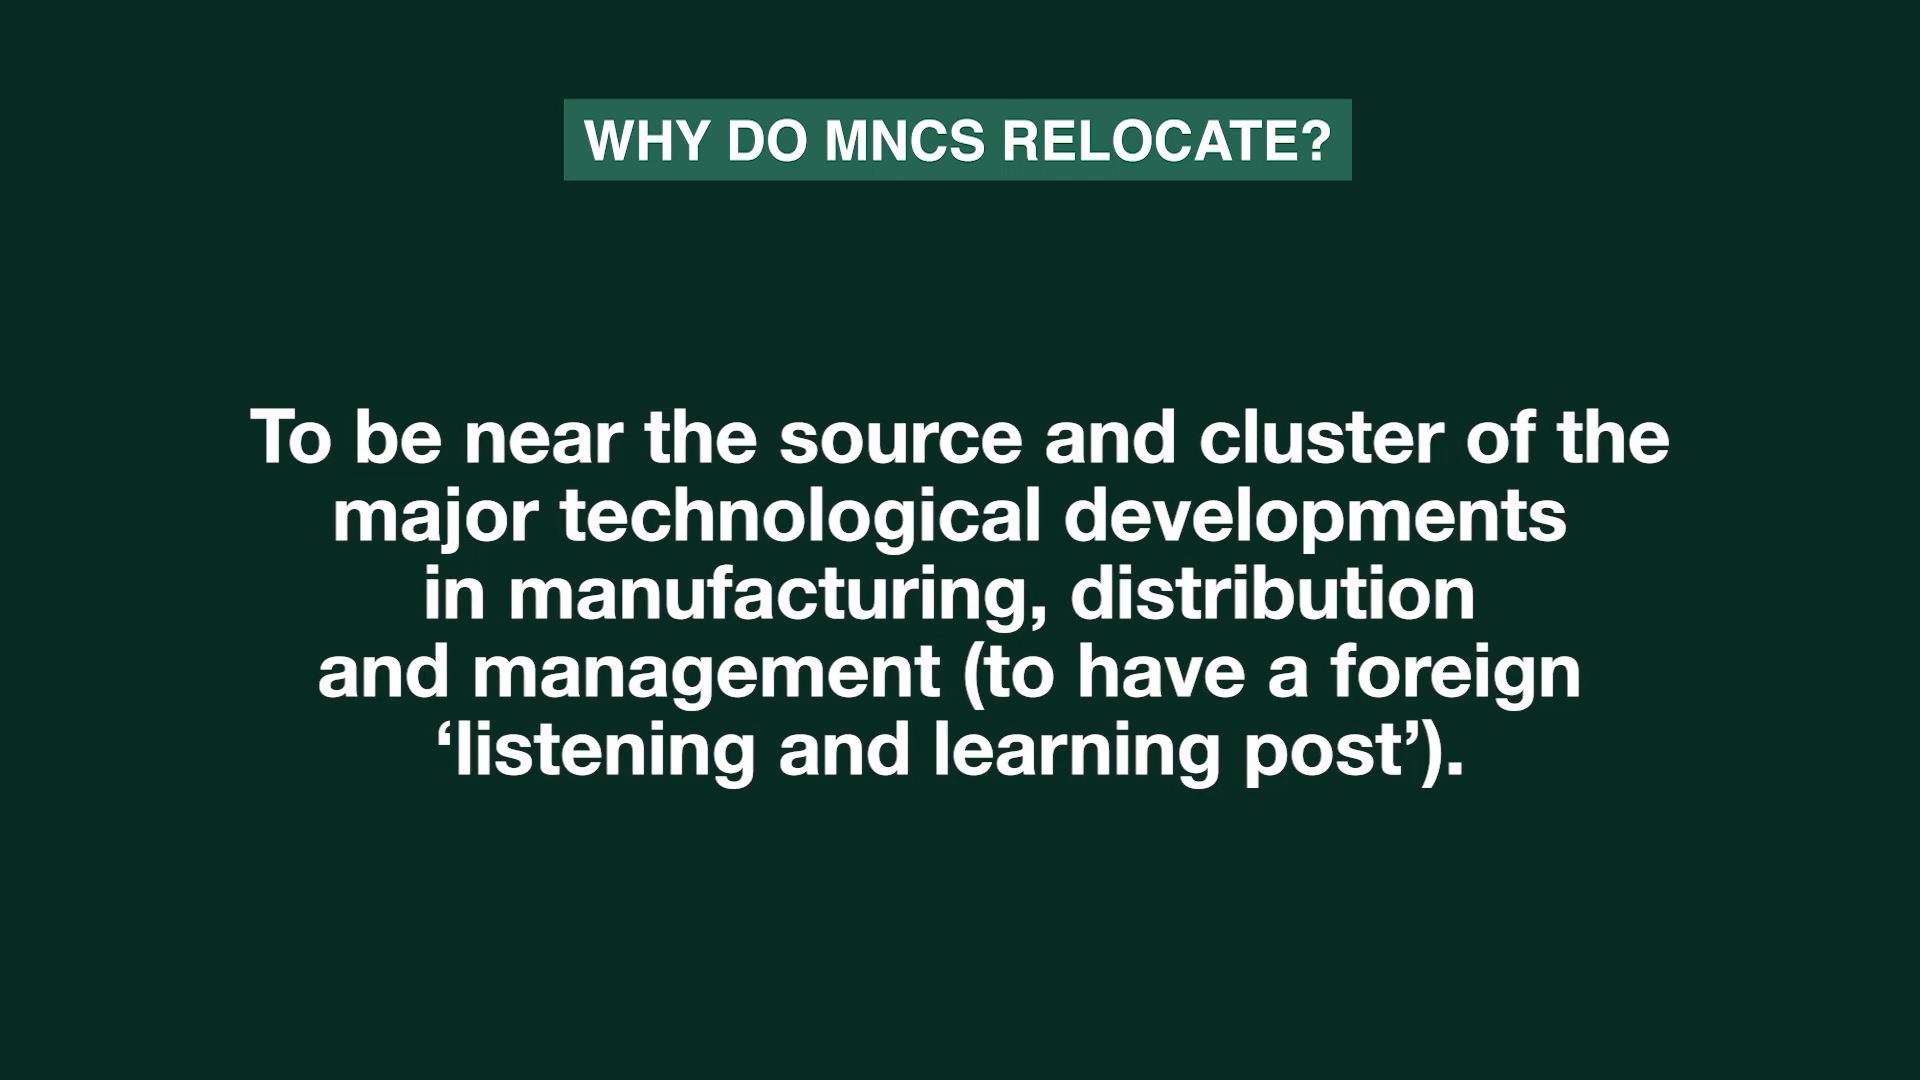 WHY DO MNCS RELOCATE?
To be near the source and cluster of the
major technological developments
in manufacturing, distribution
and management (to have a foreign
‘listening and learning post’).